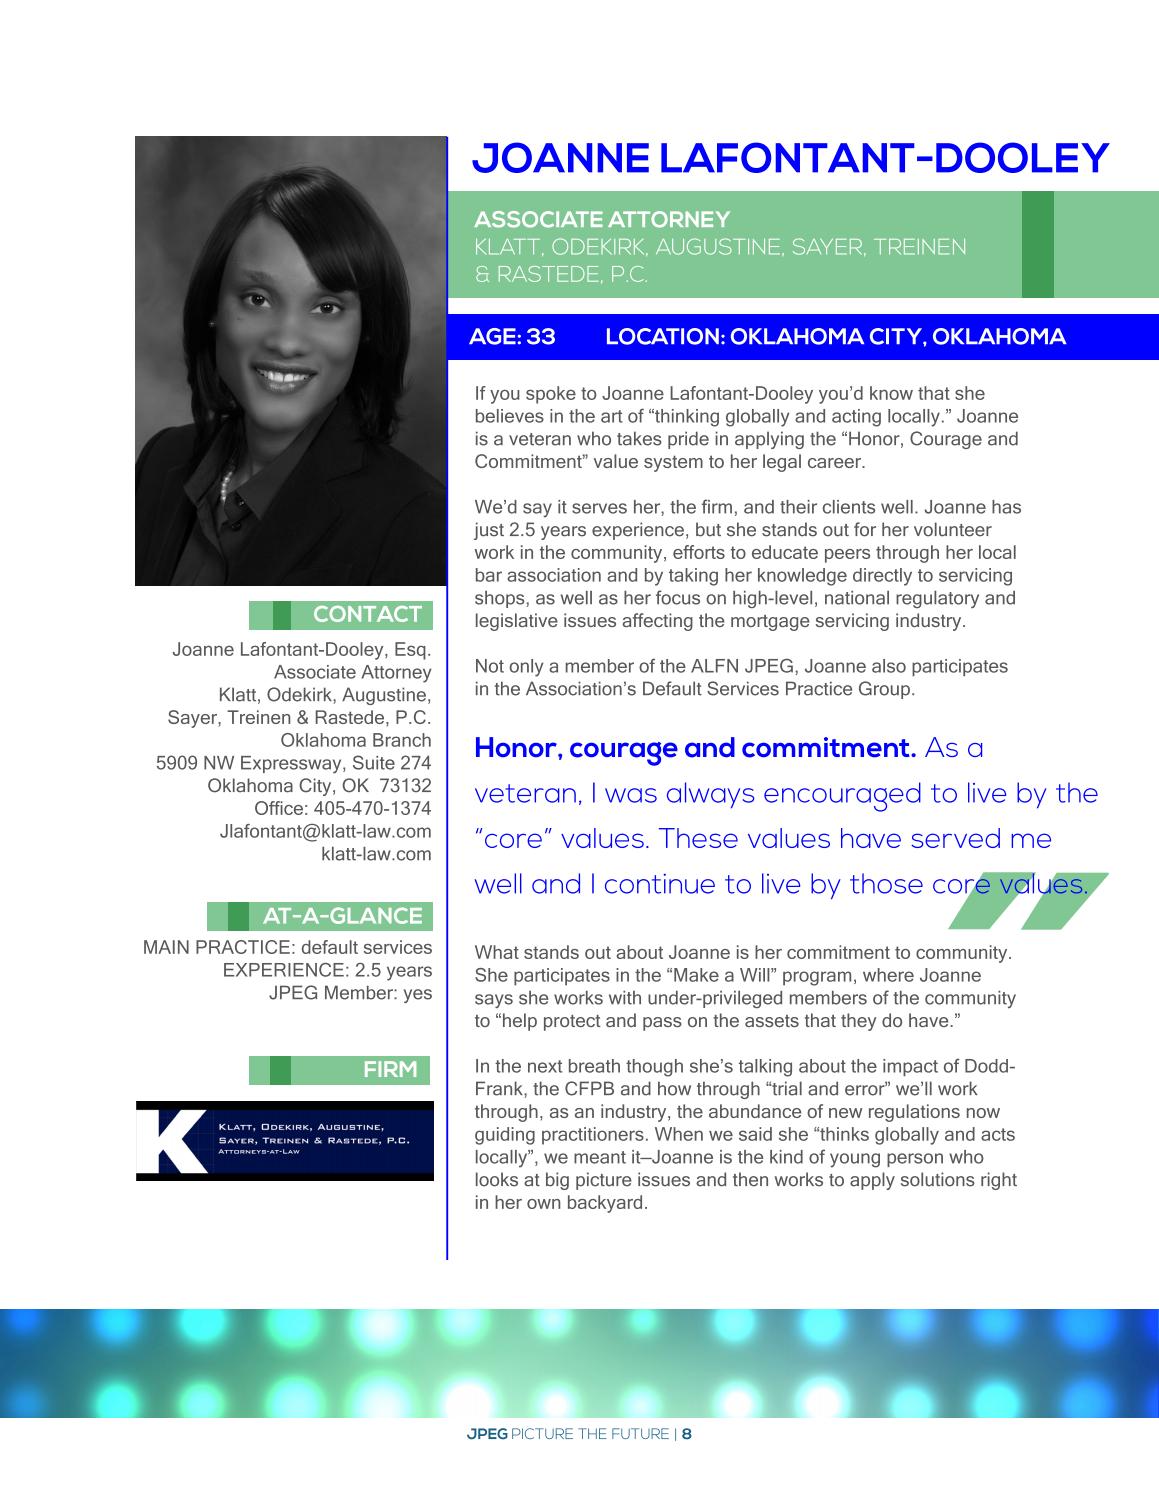 JOANNE LAFONTANT-DOOLEY
ASSOCIATE ATTORNEY
KLATT, ODEKIRK, AUGUSTINE, SAYER, TREINEN
& RASTEDE, P.C.
AGE: 33 LOCATION: OKLAHOMA CITY, OKLAHOMA
If you spoke to Joanne Lafontant-Dooley you’d know that she
believes in the art of “thinking globally and acting locally.” Joanne
is a veteran who takes pride in applying the “Honor, Courage and
Commitment” value system to her legal career.
We’d say it serves her, the firm, and their clients well. Joanne has
just 2.5 years experience, but she stands out for her volunteer
work in the community, efforts to educate peers through her local
bar association and by taking her knowledge directly to servicing
shops, as well as her focus on high-level, national regulatory and
legislative issues affecting the mortgage servicing industry.
Not only a member of the ALFN JPEG, Joanne also participates
in the Association’s Default Services Practice Group.
Honor, courage and commitment. As a
veteran, I was always encouraged to live by the
“core” values. These values have served me
well and I continue to live by those core values.
What stands out about Joanne is her commitment to community.
She participates in the “Make a Will” program, where Joanne
says she works with under-privileged members of the community
to “help protect and pass on the assets that they do have.”
In the next breath though she’s talking about the impact of Dodd-
Frank, the CFPB and how through “trial and error” we’ll work
through, as an industry, the abundance of new regulations now
guiding practitioners. When we said she “thinks globally and acts
locally”, we meant it—Joanne is the kind of young person who
looks at big picture issues and then works to apply solutions right
in her own backyard.
CONTACT
Joanne Lafontant-Dooley, Esq.
Associate Attorney
Klatt, Odekirk, Augustine,
Sayer, Treinen & Rastede, P.C.
Oklahoma Branch
5909 NW Expressway, Suite 274
Oklahoma City, OK  73132
Office: 405-470-1374
Jlafontant@klatt-law.com
klatt-law.com
AT-A-GLANCE
MAIN PRACTICE: default services
EXPERIENCE: 2.5 years
JPEG Member: yes
FIRM
K
KLATT, ODEKIRK, AUGUSTINE,
SAYER, TREINEN & RASTEDE, P.C.
ATTORNEYS-AT-LAW
JPEG PICTURE THE FUTURE | 8